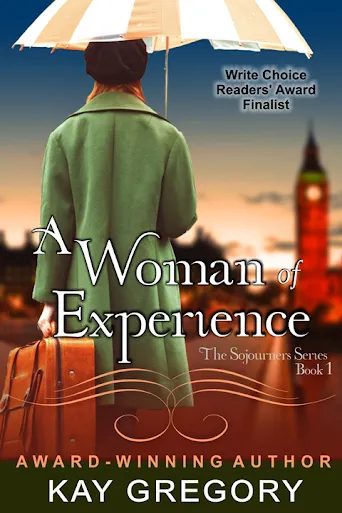 Write Choice
Readers' Award
Finalist
A Woman of
Experience
The Sojourners Series
Book 1
AWARD-WINNING AUTHOR
KAY GREGORY